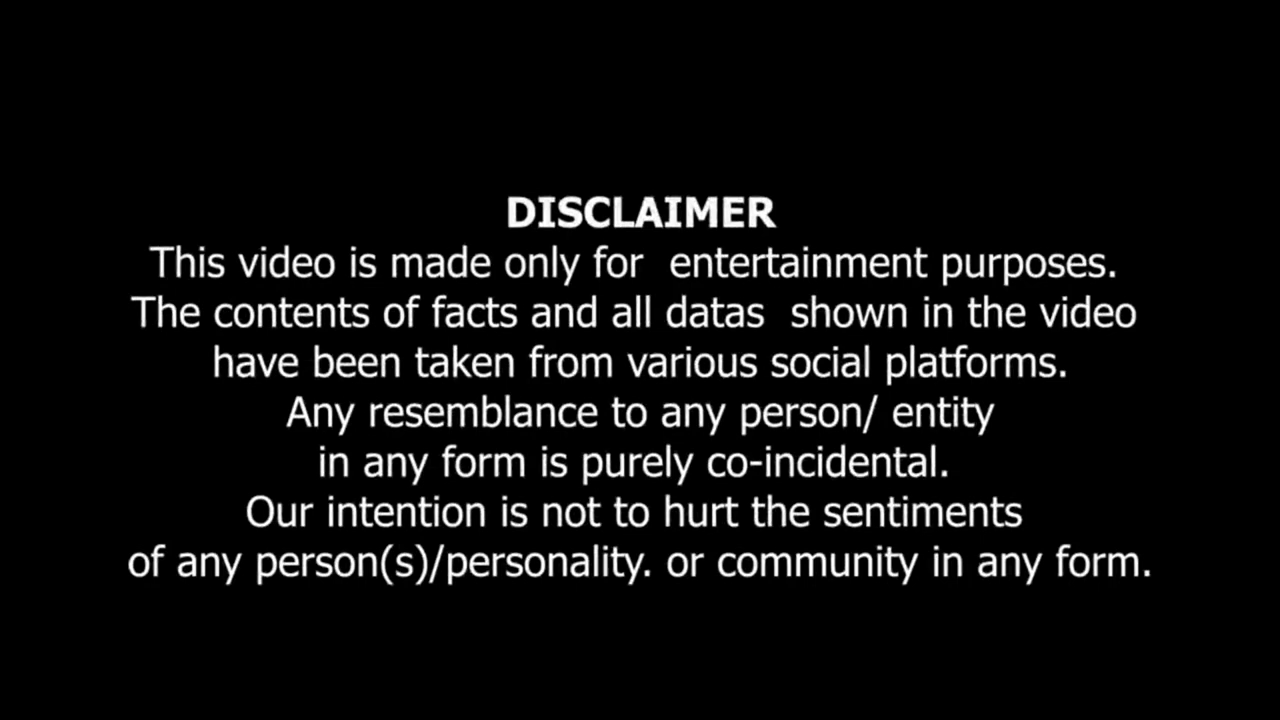 DISCLAIMER
This video is made only for  entertainment purposes.
The contents of facts and all datas  shown in the video
have been taken from various social platforms.
Any resemblance to any person/ entity
in any form is purely co-incidental.
Our intention is not to hurt the sentiments
of any person(s)/personality. or community in any form.